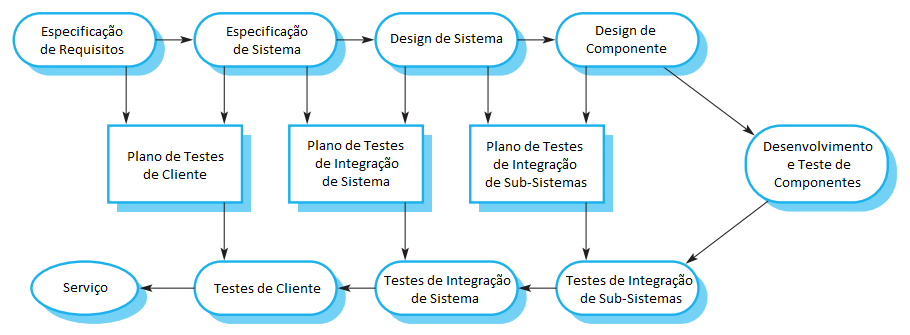 Especificação
de Requisitos
Especificação
de Sistema
Design de Sistema
Design de
Componente
Plano de Testes
de Cliente
Plano de Testes
de Integração
de Sistema
Plano de Testes
de Integração
de Sub-Sistemas
Desenvolvimento
e Teste de
Componentes
Serviço
Testes de Cliente
Testes de Integração
de Sistema
Testes de Integração
de Sub-Sistemas